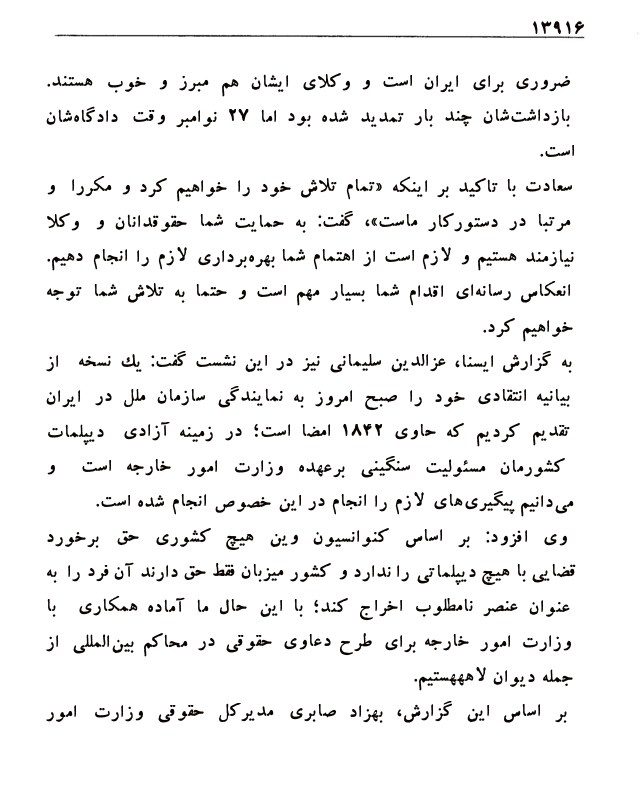 ۱۳۹۱۶
ضروری برای ایران است و وکلای ایشان هم مبرز و خوب هستند.
بازداشت‌شان چند بار تمدید شده بود اما ۲۷ نوامبر وقت دادگاه‌شان
است.
سعادت با تاکید بر اینکه «تمام تلاش خود را خواهیم کرد و مکررا و
مرتبا در دستورکار ماست»، گفت: به حمایت شما حقوقدانان و وکلا
نیازمند هستیم و لازم است از اهتمام شما بهره‌برداری لازم را انجام دهیم.
انعکاس رسانه‌ای اقدام شما بسیار مهم است و حتما به تلاش شما توجه
خواهیم کرد.
به گزارش ایسنا، عزالدین سلیمانی نیز در این نشست گفت: یك نسخه از
بیانیه انتقادی خود را صبح امروز به نمایندگی سازمان ملل در ایران
تقدیم کردیم که حاوی ۱۸۴۲ امضا است؛ در زمینه آزادی دیپلمات
کشورمان مسئولیت سنگینی برعهده وزارت امور خارجه است و
می‌دانیم پیگیری‌های لازم را انجام در این خصوص انجام شده است.
وی افزود: بر اساس کنوانسیون وین هیچ کشوری حق برخورد
قضایی با هیچ دیپلماتی را ندارد و کشور میزبان فقط حق دارند آن فرد را به
عنوان عنصر نامطلوب اخراج کند؛ با این حال ما آماده همکاری با
وزارت امور خارجه برای طرح دعاوی حقوقی در محاکم بین‌المللی از
جمله دیوان لاهههستیم.
بر اساس این گزارش، بهزاد صابری مدیرکل حقوقی وزارت امور